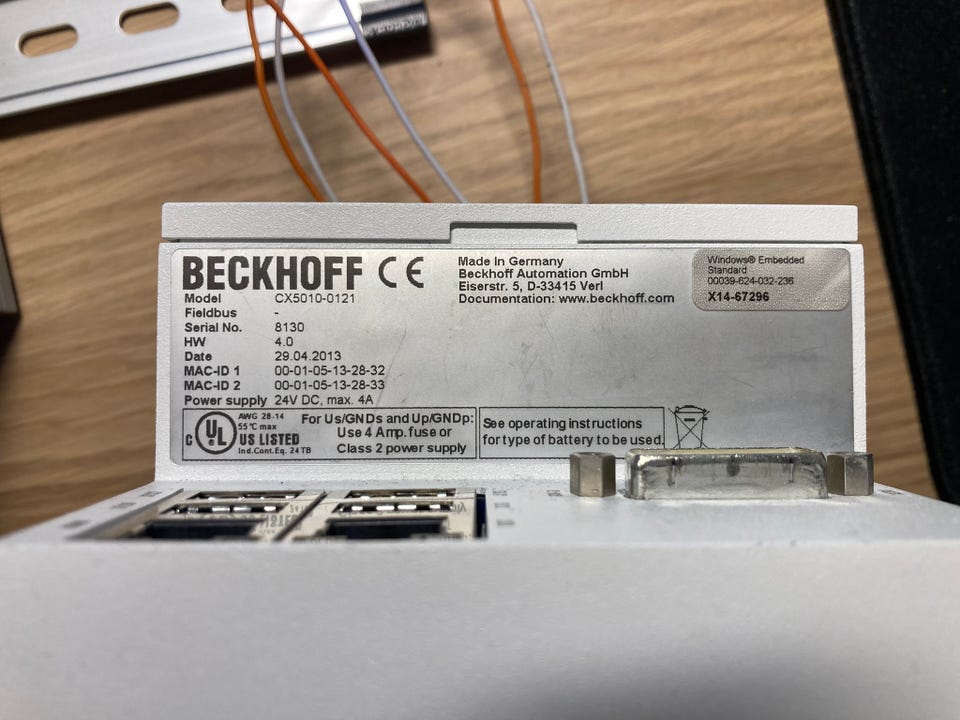 BECKHOFF CE
Model CX5010-0121
Fieldbus -
Serial No. 8130
HW 4.0
Date 29.04.2013
MAC-ID 1 00-01-05-13-28-32
MAC-ID 2 00-01-05-13-28-33
Power supply 24V DC, max. 4A
Made In Germany
Beckhoff Automation GmbH
Eiserstr. 5, D-33415 Verl
Documentation: www.beckhoff.com
Windows® Embedded
Standard
00039-624-032-236
X14-67296
C UL
AWG 28-14
55°C max
US LISTED
Ind.Cont.Eq. 24 TB
For Us/GNDs and Up/GNDp:
Use 4 Amp. fuse or
Class 2 power supply
See operating instructions
for type of battery to be used.